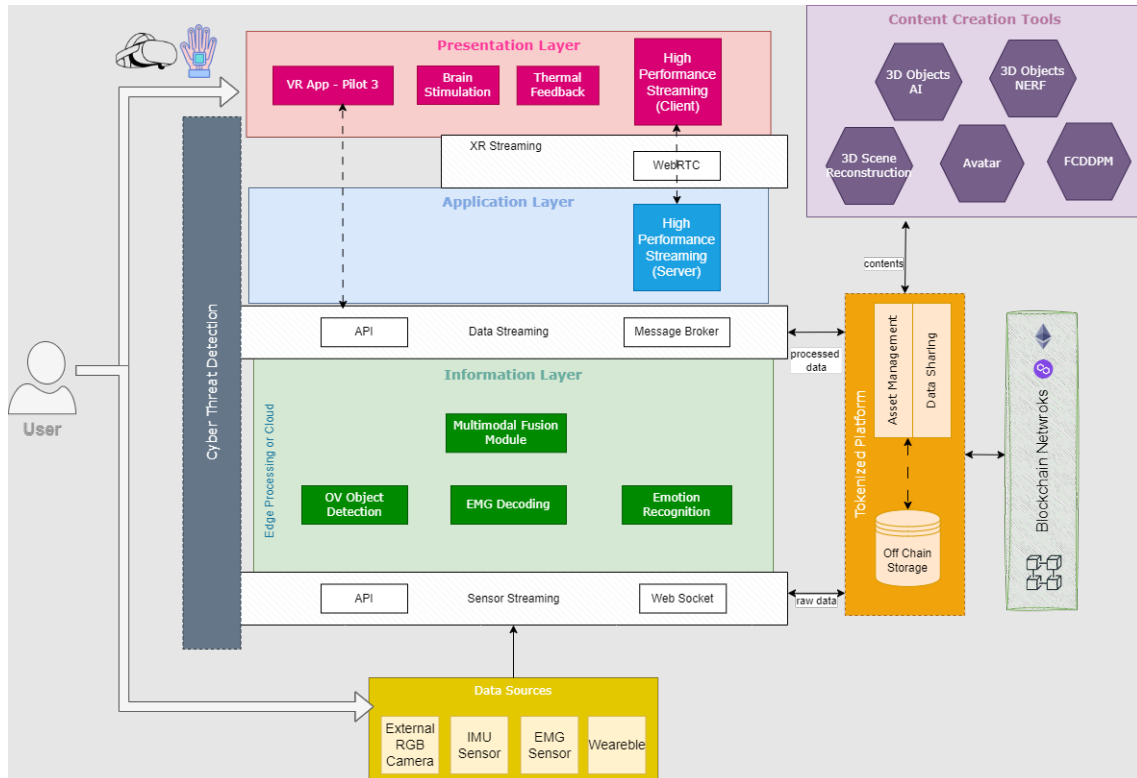 Content Creation Tools
3D Objects
AI
3D Objects
NERF
3D Scene
Reconstruction
Avatar
FCDDPM
Presentation Layer
VR App - Pilot 3
Brain
Stimulation
Thermal
Feedback
High
Performance
Streaming
(Client)
XR Streaming
WebRTC
Application Layer
High
Performance
Streaming
(Server)
contents
API
Data Streaming
Message Broker
processed
data
Information Layer
Edge Processing or Cloud
Multimodal Fusion
Module
OV Object
Detection
EMG Decoding
Emotion
Recognition
API
Sensor Streaming
Web Socket
raw data
Cyber Threat Detection
User
Tokenized Platform
Asset Management
Data Sharing
Off Chain
Storage
Blockchain Netwroks
Data Sources
External
RGB
Camera
IMU
Sensor
EMG
Sensor
Weareble